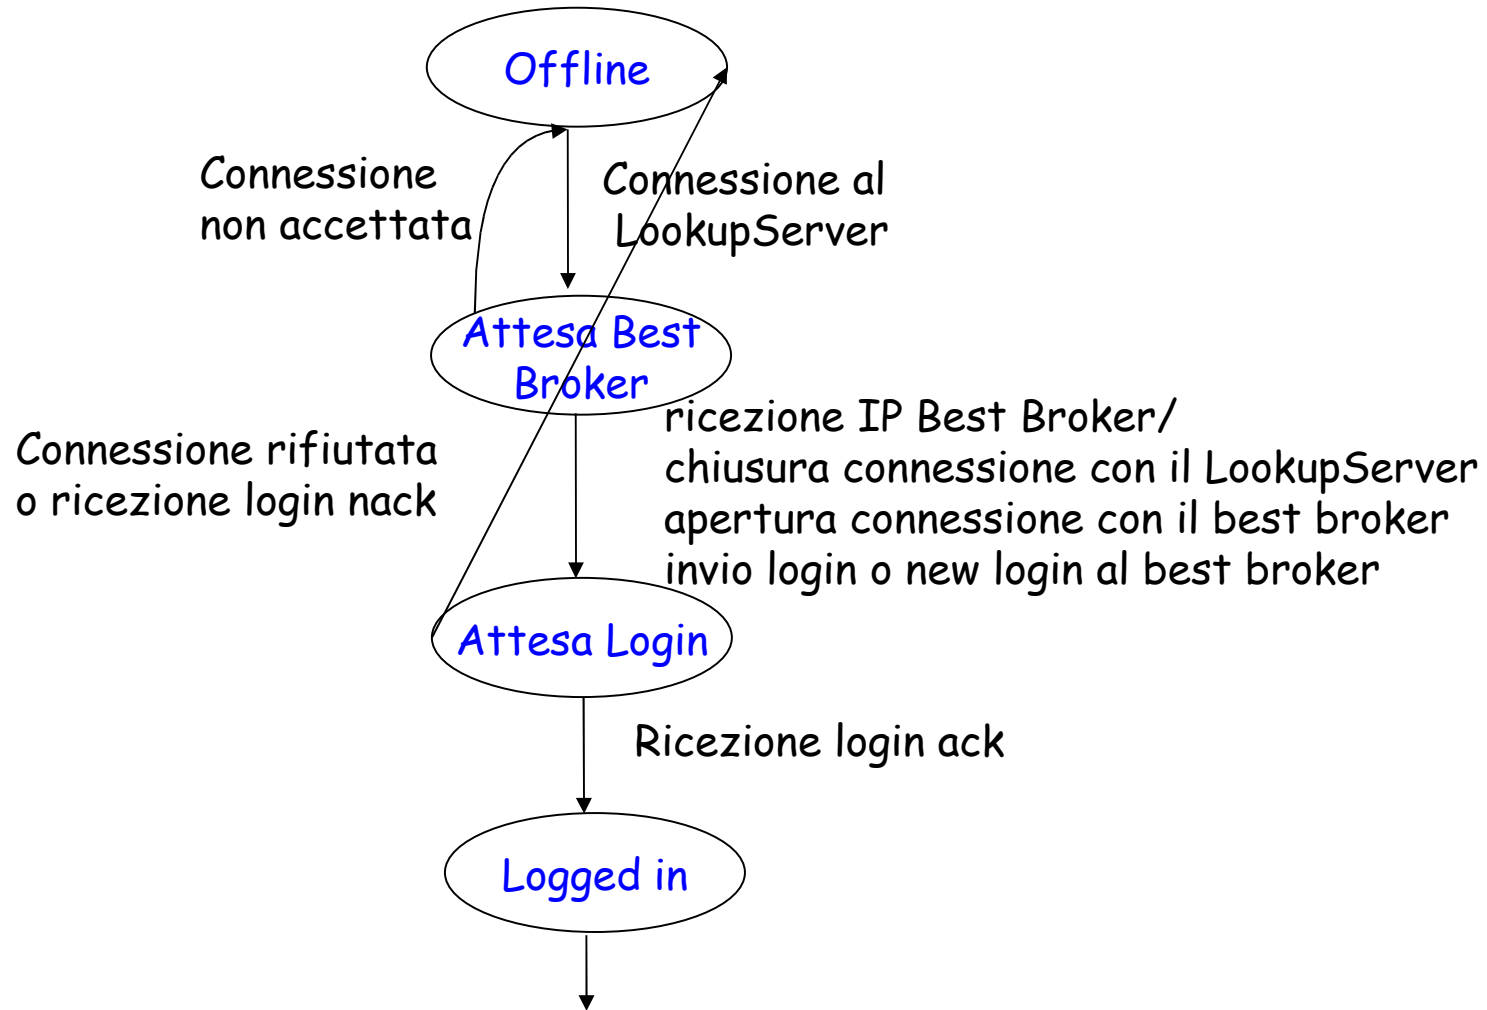 Offline
Connessione
non accettata
Connessione al
LookupServer
Attesa Best
Broker
ricezione IP Best Broker/
chiusura connessione con il LookupServer
apertura connessione con il best broker
invio login o new login al best broker
Connessione rifiutata
o ricezione login nack
Attesa Login
Ricezione login ack
Logged in